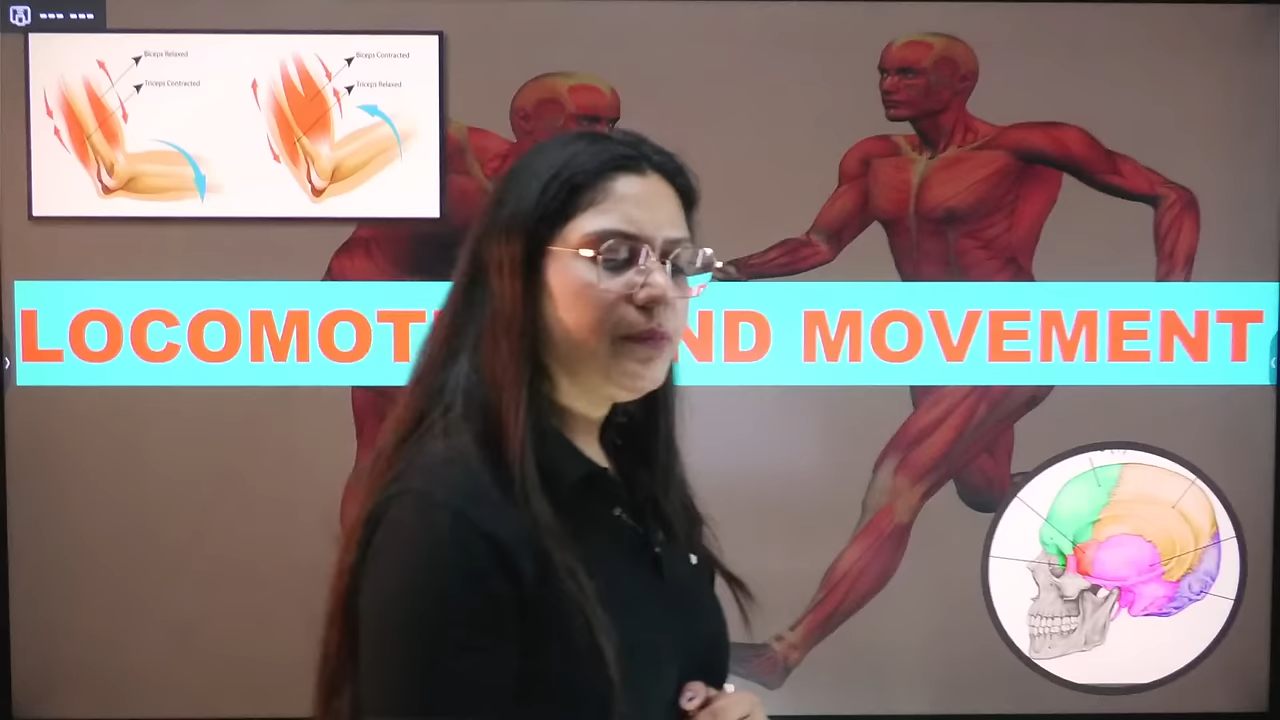 Biceps Relaxed
Triceps Contracted
Biceps Contracted
Triceps Relaxed
LOCOMOT ND MOVEMENT